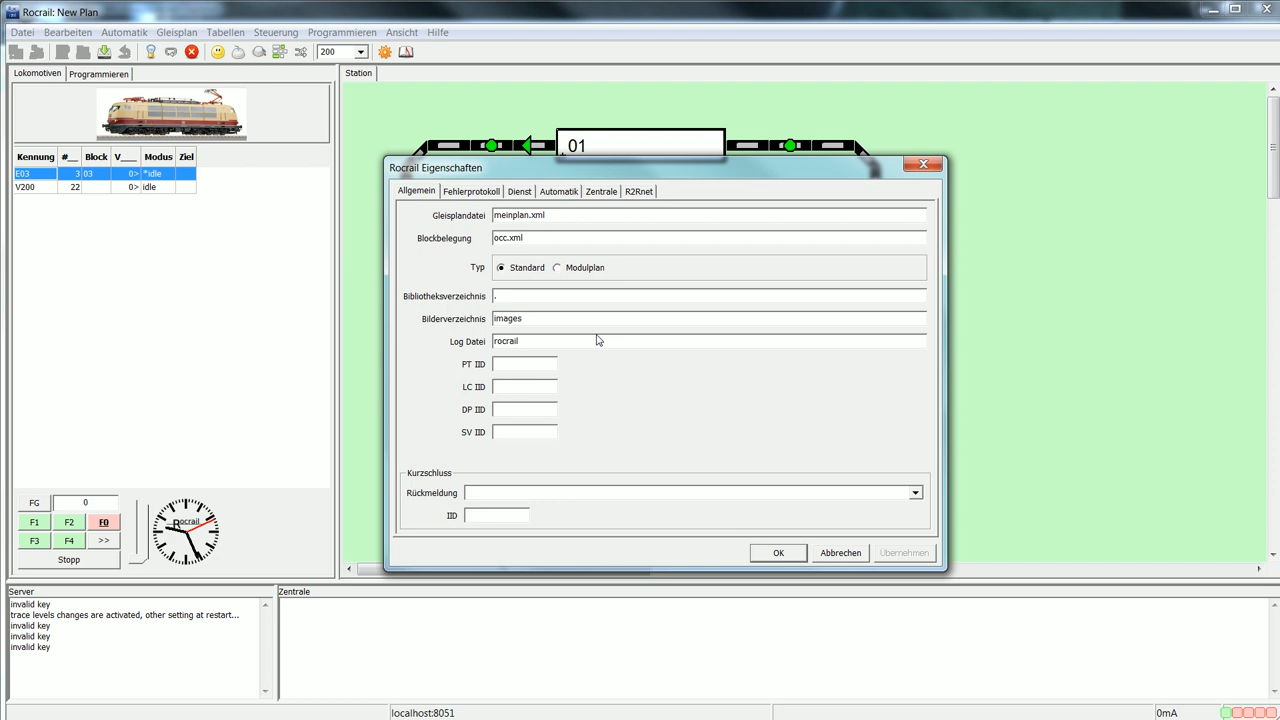 Rocrail: New Plan
Datei Bearbeiten Automatik Gleisplan Tabellen Steuerung Programmieren Ansicht Hilfe
200
Lokomotiven Programmieren
Station
Kennung #__ Block V___ Modus Ziel
E03 3 03 0> *idle
V200 22 0> idle
01
Rocrail Eigenschaften
Allgemein Fehlerprotokoll Dienst Automatik Zentrale R2Rnet
Gleisplandatei meinplan.xml
Blockbelegung occ.xml
Typ Standard Modulplan
Bibliotheksverzeichnis .
Bilderverzeichnis images
Log Datei rocrail
PT IID
LC IID
DP IID
SV IID
Kurzschluss
Rückmeldung
IID
OK Abbrechen Übernehmen
FG 0
F1 F2 F0
F3 F4 >>
Stopp
Rocrail
Server
invalid key
trace levels changes are activated, other setting at restart...
invalid key
invalid key
invalid key
Zentrale
localhost:8051
0mA